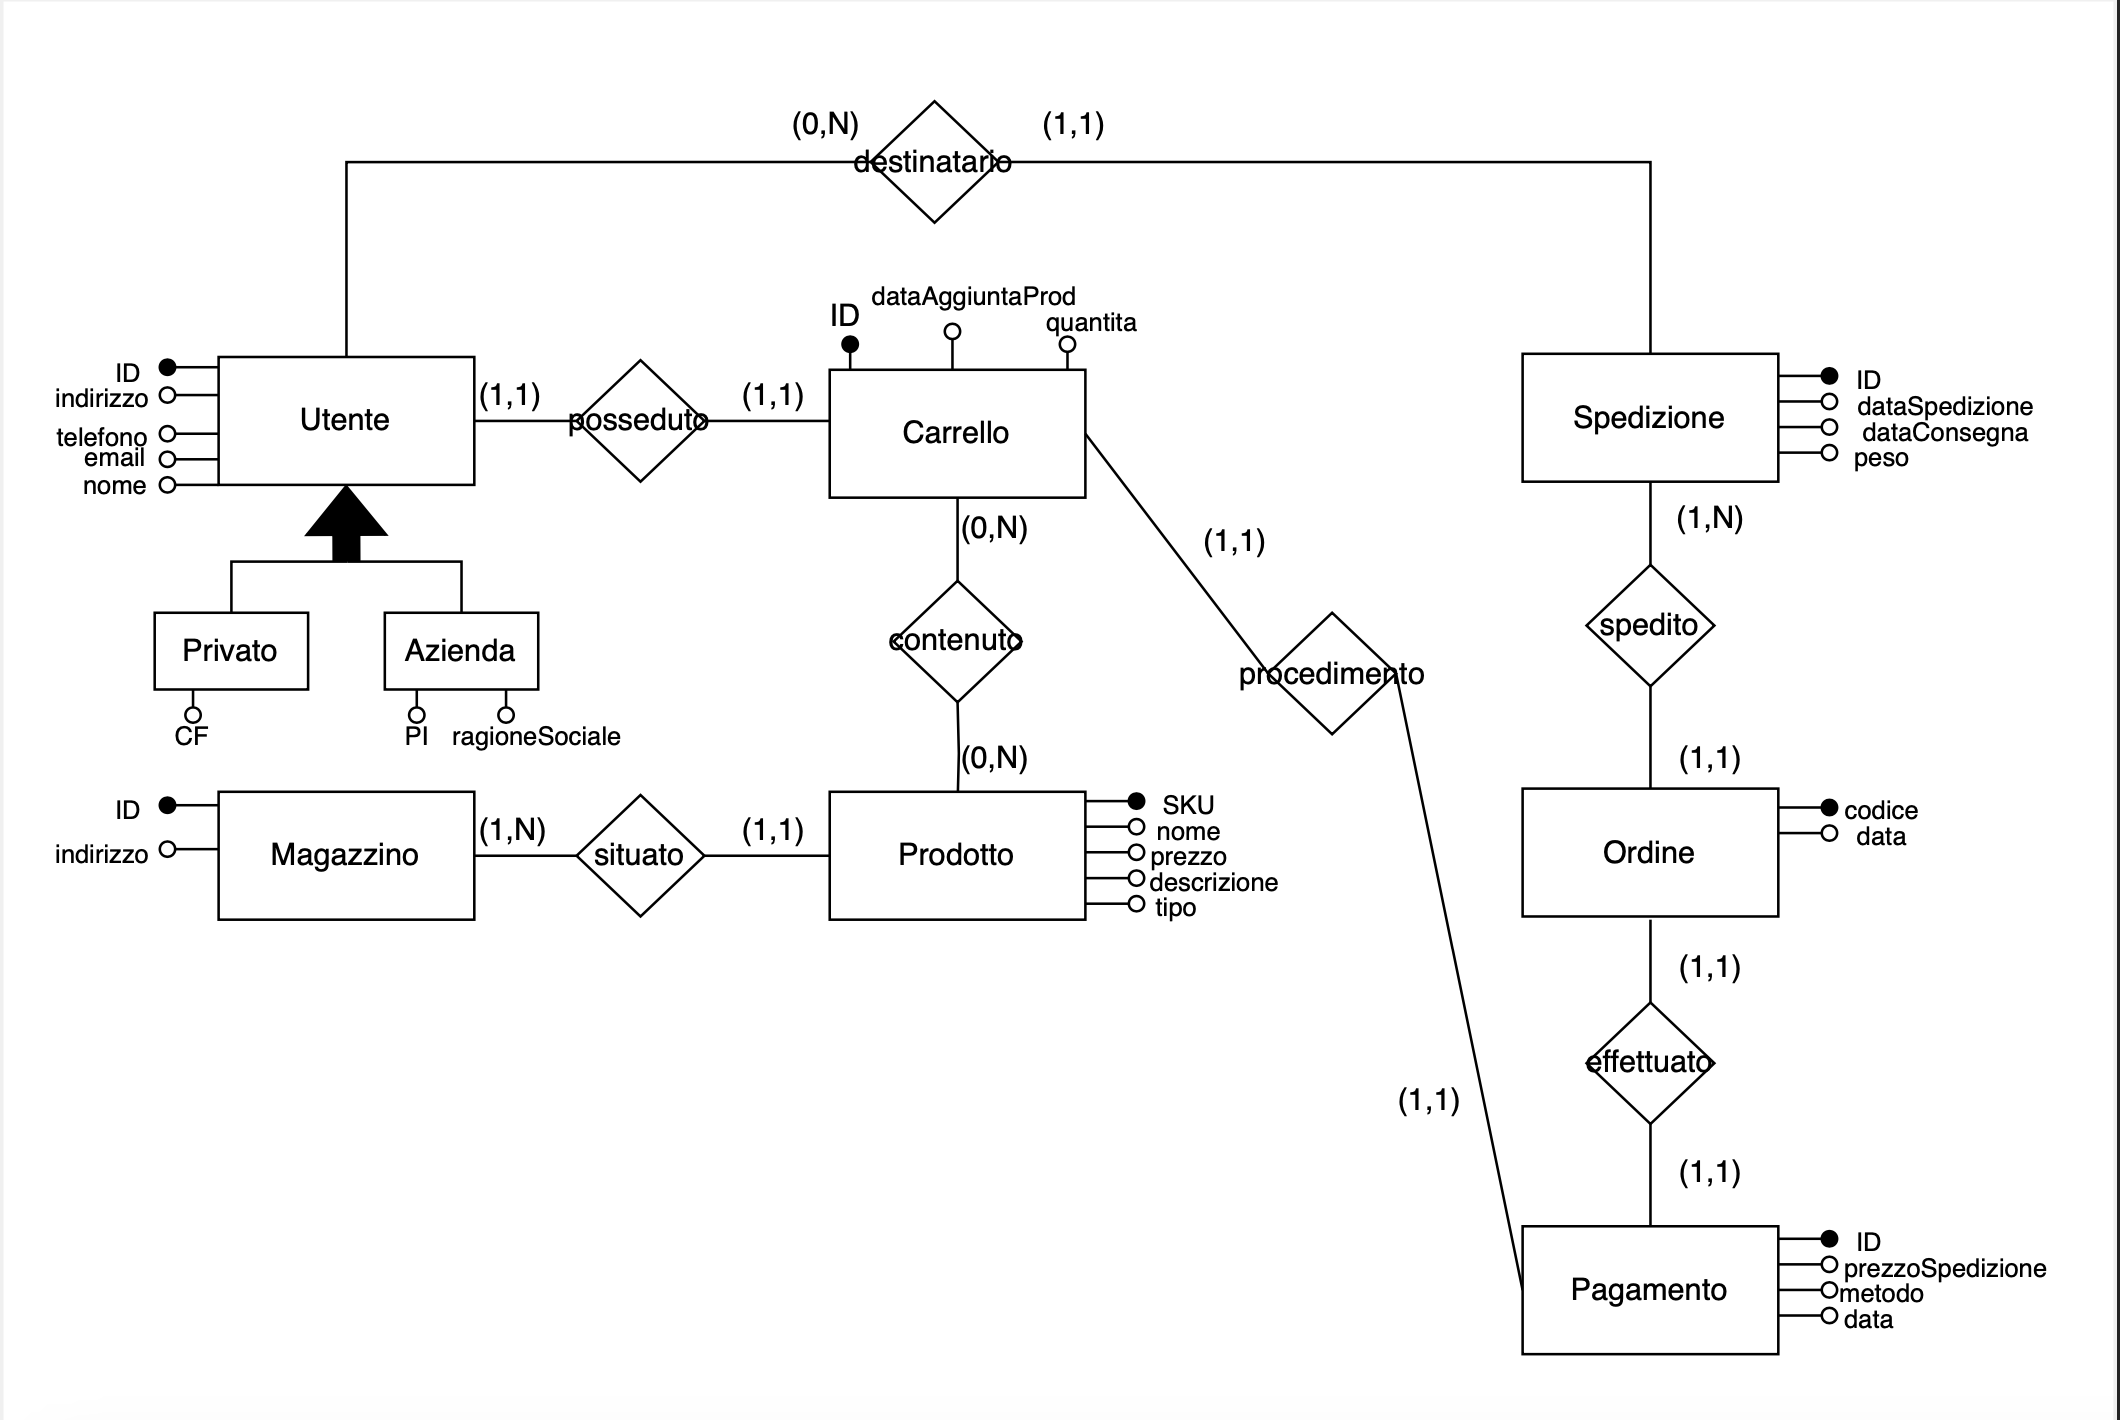 (0,N)
(1,1)
destinatario
ID
dataAggiuntaProd
quantita
ID
indirizzo
telefono
email
nome
Utente
(1,1)
posseduto
(1,1)
Carrello
Spedizione
ID
dataSpedizione
dataConsegna
peso
(0,N)
(1,1)
(1,N)
Privato
Azienda
contenuto
procedimento
spedito
CF
PI
ragioneSociale
(0,N)
(1,1)
ID
indirizzo
Magazzino
(1,N)
situato
(1,1)
Prodotto
SKU
nome
prezzo
descrizione
tipo
Ordine
codice
data
(1,1)
effettuato
(1,1)
(1,1)
Pagamento
ID
prezzoSpedizione
metodo
data